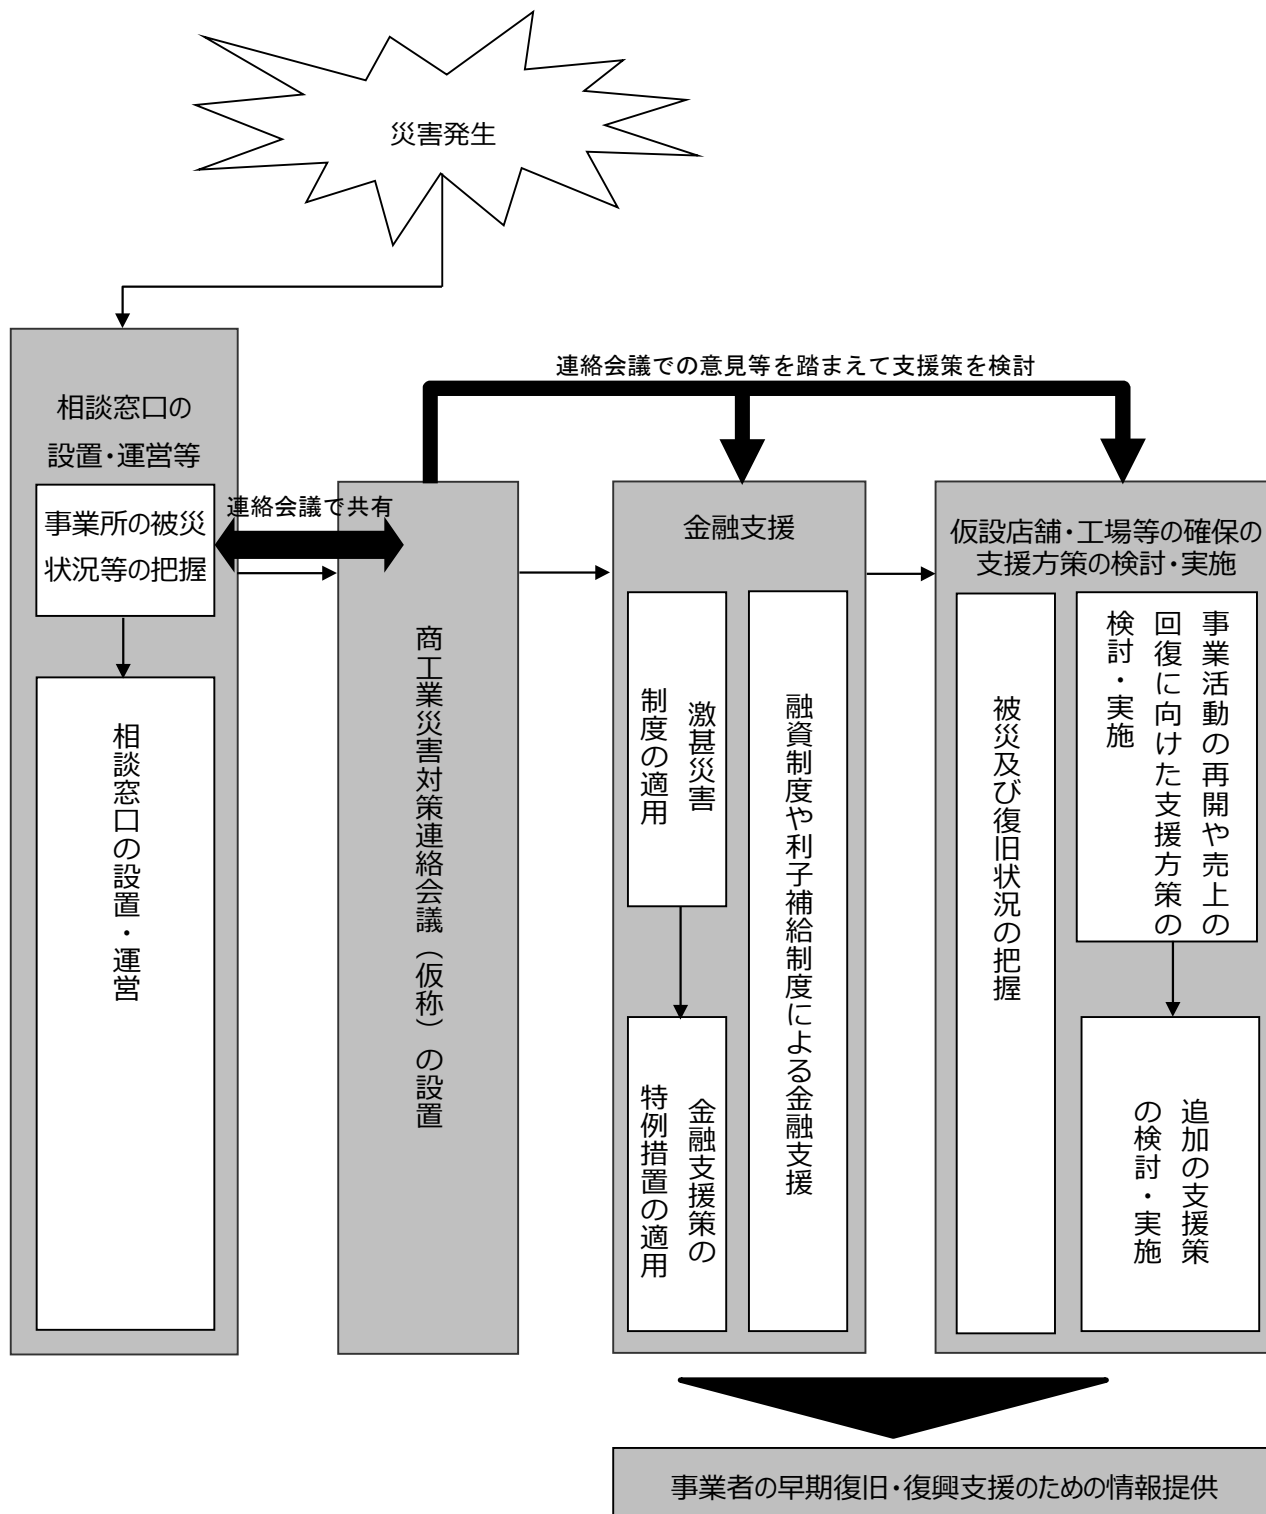 災害発生
連絡会議での意見等を踏まえて支援策を検討
相談窓口の
設置・運営等
連絡会議で共有
事業所の被災
状況等の把握
相談窓口の設置・運営
商工業災害対策連絡会議（仮称）の設置
金融支援
激甚災害
制度の適用
金融支援策の
特例措置の適用
融資制度や利子補給制度による金融支援
仮設店舗・工場等の確保の
支援方策の検討・実施
被災及び復旧状況の把握
事業活動の再開や売上の
回復に向けた支援方策の
検討・実施
追加の支援策
の検討・実施
事業者の早期復旧・復興支援のための情報提供